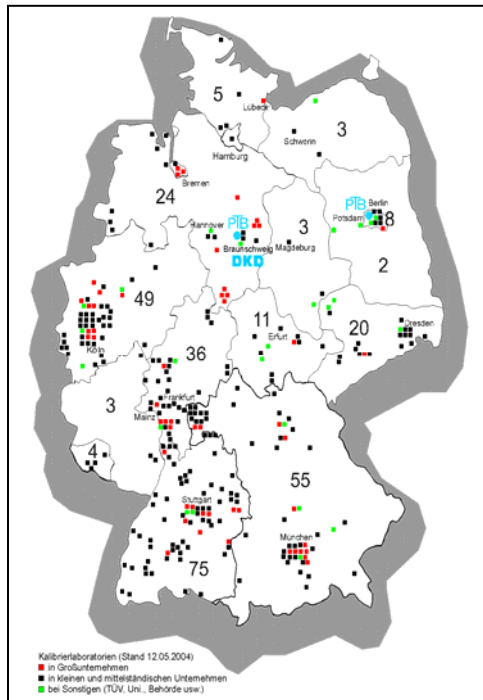 5
Lübeck
3
Schwerin
Hamburg
Bremen
24
PTB
Berlin
Potsdam
8
Hannover
PTB
3
Braunschweig
Magdeburg
DKD
2
49
11
20
Dresden
Erfurt
36
Köln
Frankfurt
3
Mainz
4
55
Stuttgart
München
75
Kalibrierlaboratorien (Stand 12.05.2004)
in Großunternehmen
in kleinen und mittelständischen Unternehmen
bei Sonstigen (TÜV, Uni., Behörde usw.)